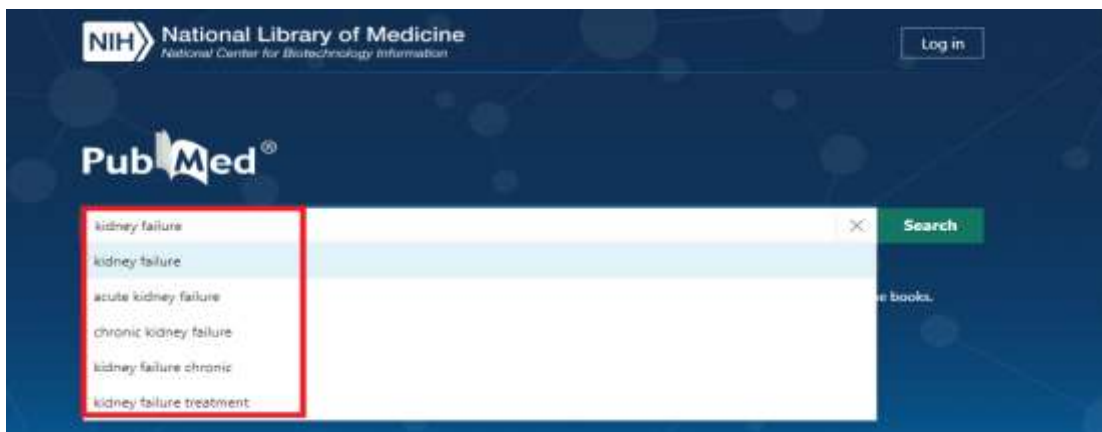 NIH National Library of Medicine
National Center for Biotechnology Information
Log in
PubMed®
kidney failure
Search
kidney failure
acute kidney failure
books.
chronic kidney failure
kidney failure chronic
kidney failure treatment